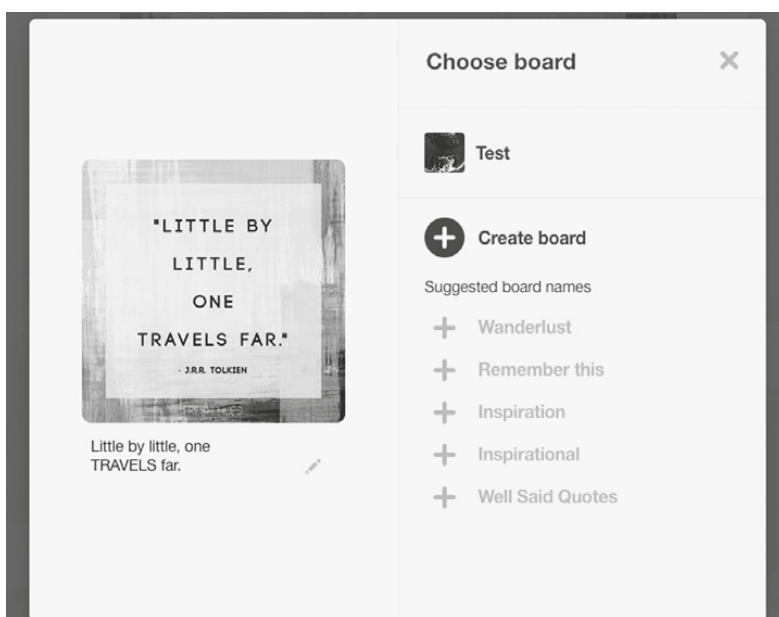 "LITTLE BY
LITTLE,
ONE
TRAVELS FAR."
- J.R.R. TOLKIEN
Little by little, one
TRAVELS far.
Choose board
Test
Create board
Suggested board names
Wanderlust
Remember this
Inspiration
Inspirational
Well Said Quotes